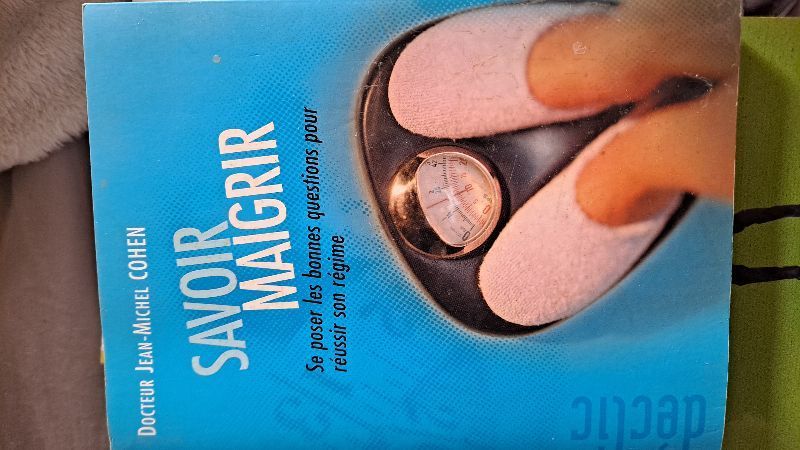 DOCTEUR JEAN-MICHEL COHEN
SAVOIR
MAIGRIR
Se poser les bonnes questions pour
réussir son régime
déclic